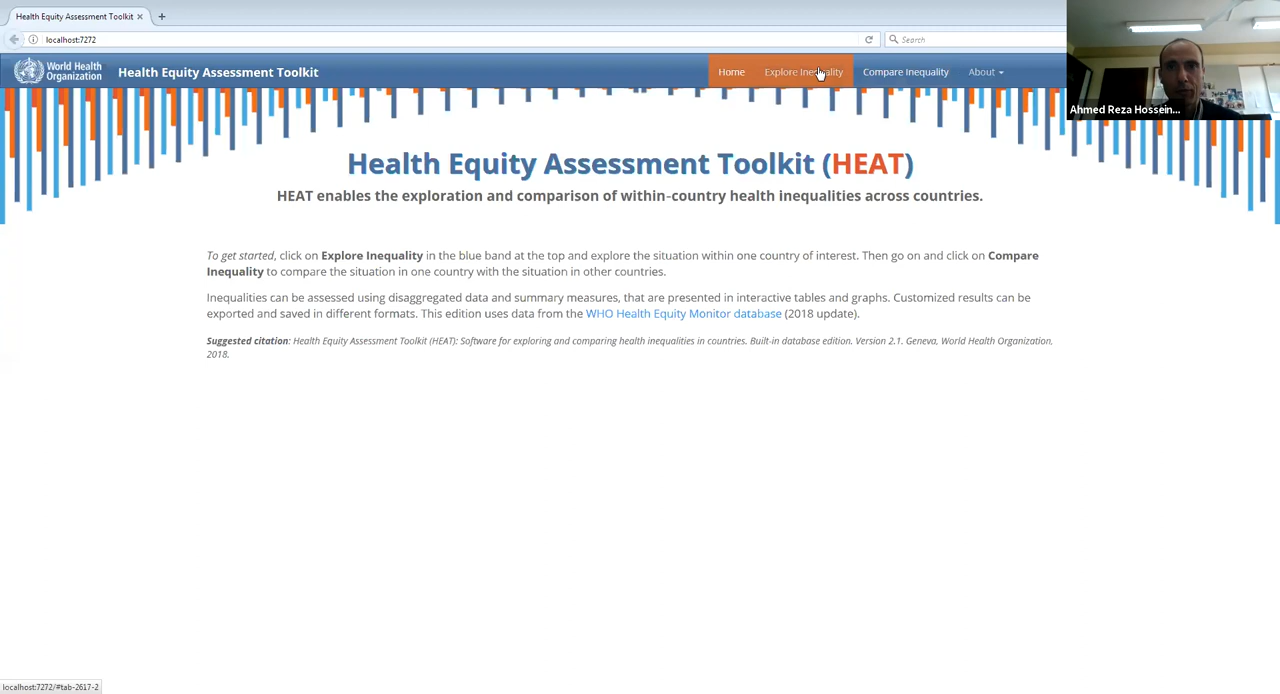 Health Equity Assessment Toolkit
localhost:7272
Search
World Health
Organization
Health Equity Assessment Toolkit
Home
Explore Inequality
Compare Inequality
About
Ahmed Reza Hossein...
Health Equity Assessment Toolkit (HEAT)
HEAT enables the exploration and comparison of within-country health inequalities across countries.
To get started, click on Explore Inequality in the blue band at the top and explore the situation within one country of interest. Then go on and click on Compare
Inequality to compare the situation in one country with the situation in other countries.
Inequalities can be assessed using disaggregated data and summary measures, that are presented in interactive tables and graphs. Customized results can be
exported and saved in different formats. This edition uses data from the WHO Health Equity Monitor database (2018 update).
Suggested citation: Health Equity Assessment Toolkit (HEAT): Software for exploring and comparing health inequalities in countries. Built-in database edition. Version 2.1. Geneva, World Health Organization,
2018.
localhost:7272/#tab-2617-2